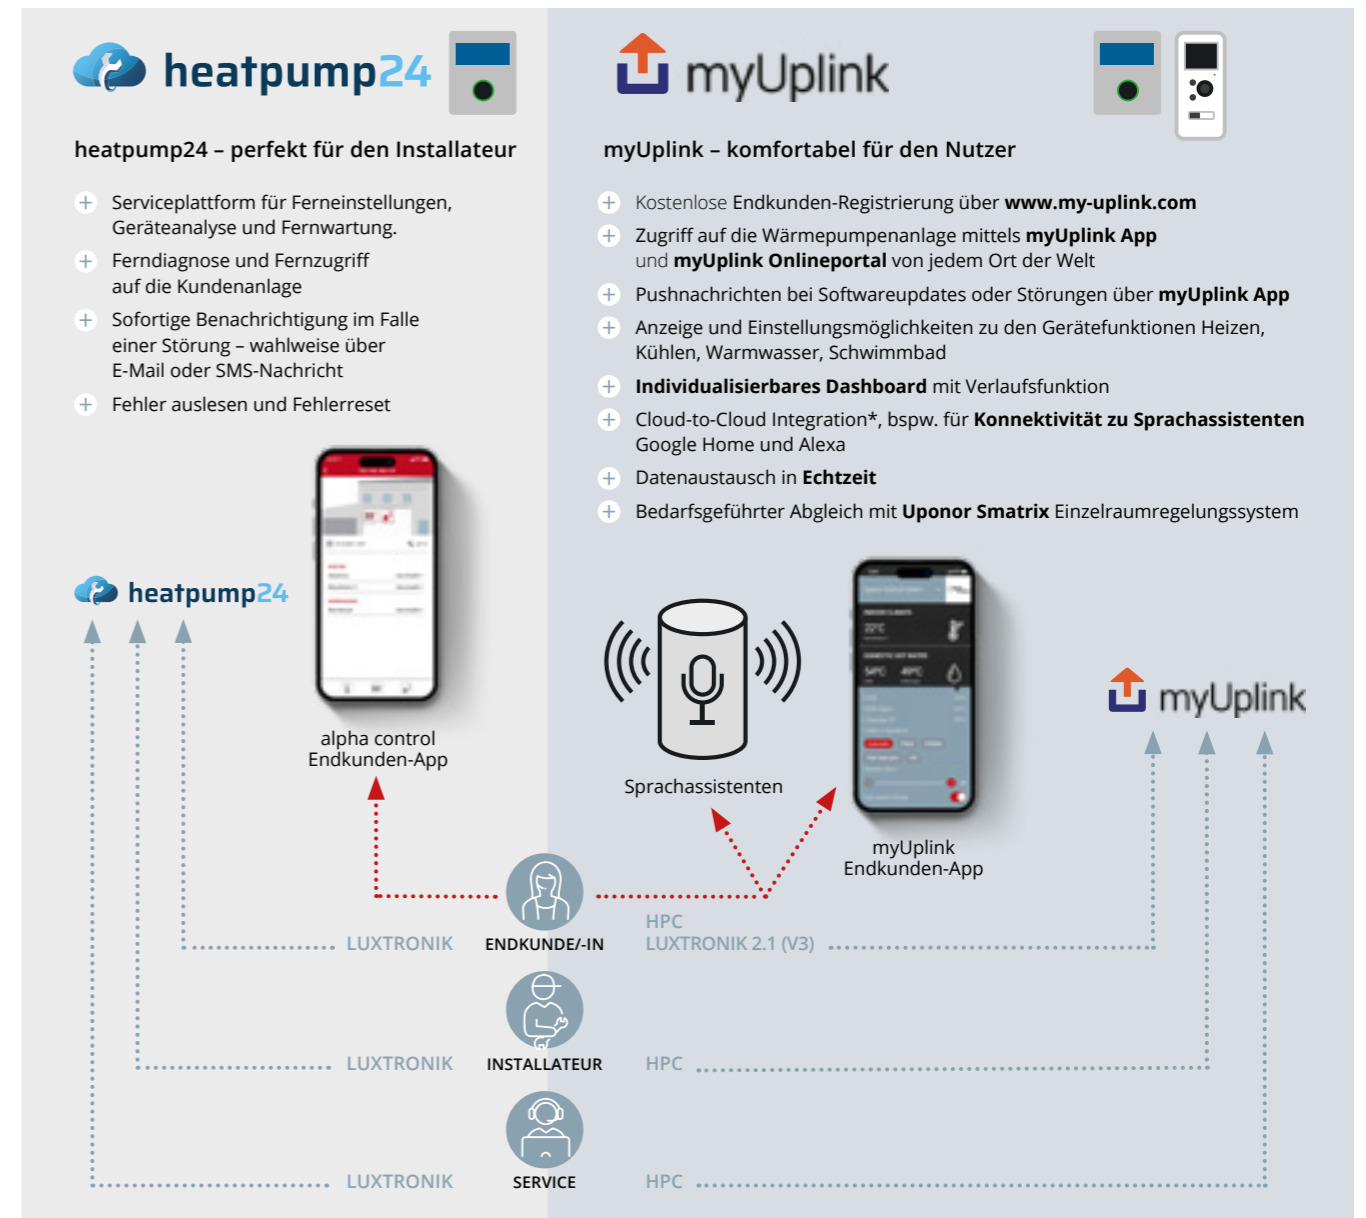 heatpump24
heatpump24 – perfekt für den Installateur
Serviceplattform für Ferneinstellungen,
Geräteanalyse und Fernwartung.
Ferndiagnose und Fernzugriff
auf die Kundenanlage
Sofortige Benachrichtigung im Falle
einer Störung – wahlweise über
E-Mail oder SMS-Nachricht
Fehler auslesen und Fehlerreset
myUplink
myUplink – komfortabel für den Nutzer
Kostenlose Endkunden-Registrierung über www.my-uplink.com
Zugriff auf die Wärmepumpenanlage mittels myUplink App
und myUplink Onlineportal von jedem Ort der Welt
Pushnachrichten bei Softwareupdates oder Störungen über myUplink App
Anzeige und Einstellungsmöglichkeiten zu den Gerätefunktionen Heizen,
Kühlen, Warmwasser, Schwimmbad
Individualisierbares Dashboard mit Verlaufsfunktion
Cloud-to-Cloud Integration*, bspw. für Konnektivität zu Sprachassistenten
Google Home und Alexa
Datenaustausch in Echtzeit
Bedarfsgeführter Abgleich mit Uponor Smatrix Einzelraumregelungssystem
heatpump24
alpha control
Endkunden-App
Sprachassistenten
22°C
54°C 49°C
myUplink
Endkunden-App
myUplink
LUXTRONIK
ENDKUNDE/-IN
HPC
LUXTRONIK 2.1 (V3)
LUXTRONIK
INSTALLATEUR
HPC
LUXTRONIK
SERVICE
HPC